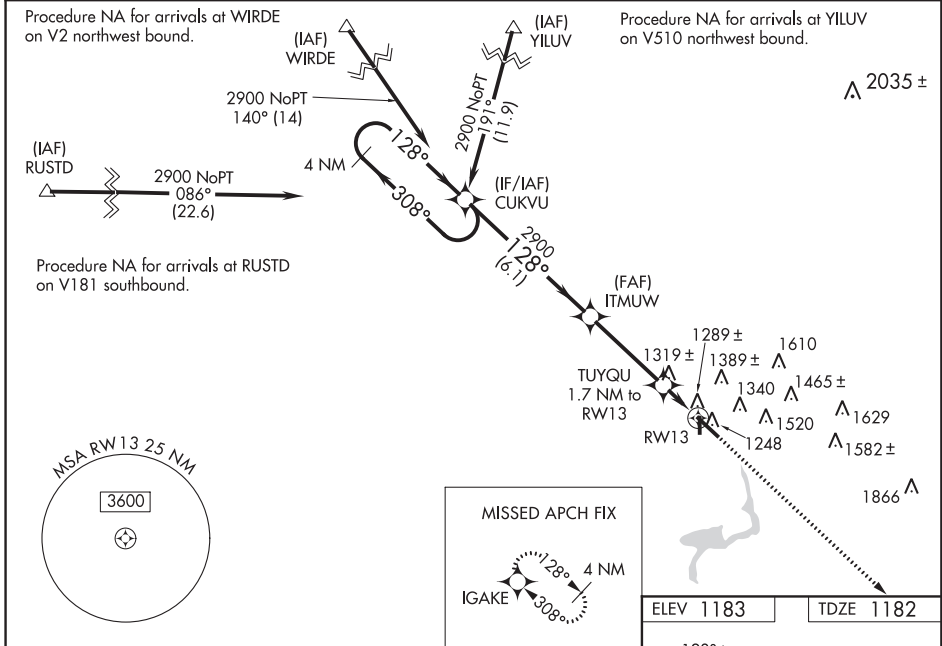 Procedure NA for arrivals at WIRDE
on V2 northwest bound.
(IAF)
WIRDE
(IAF)
YILUV
Procedure NA for arrivals at YILUV
on V510 northwest bound.
2035 ±
2900 NoPT
140° (14)
2900 NoPT
191°
(11.9)
(IAF)
RUSTD
2900 NoPT
086°
(22.6)
4 NM
128°
308°
(IF/IAF)
CUKVU
2900
128°
(6.1)
Procedure NA for arrivals at RUSTD
on V181 southbound.
(FAF)
ITMUW
1289 ±
1319 ±
1389 ±
1610
TUYQU
1.7 NM to
RW13
1340
1465 ±
1520
1629
RW13
1248
1582 ±
1866
MSA RW13 25 NM
3600
MISSED APCH FIX
IGAKE
128°
308°
4 NM
ELEV 1183
TDZE 1182